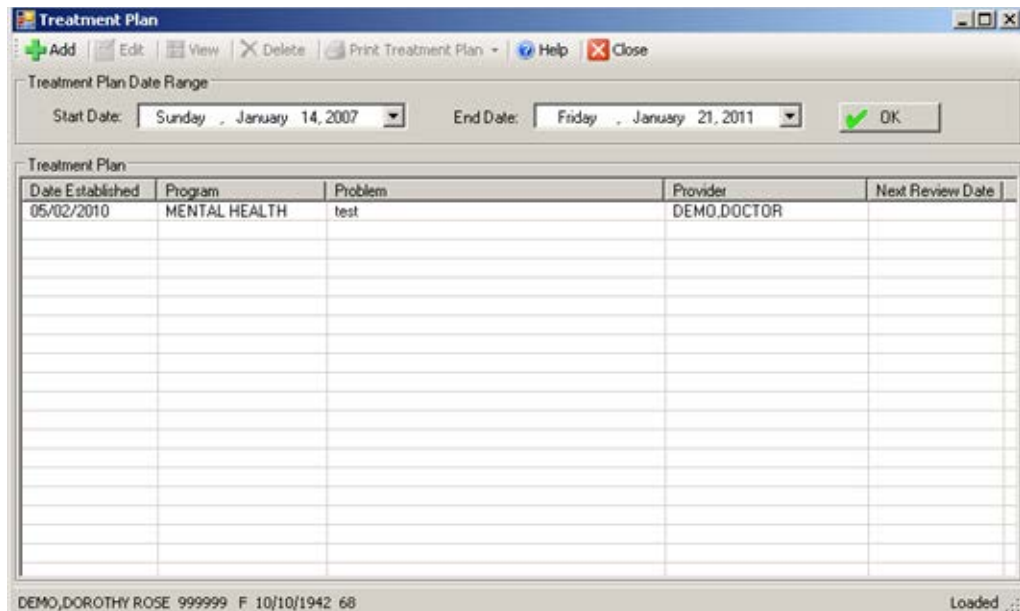 Treatment Plan
Add Edit View Delete Print Treatment Plan Help Close
Treatment Plan Date Range
Start Date: Sunday , January 14, 2007 End Date: Friday , January 21, 2011 OK
Treatment Plan
Date Established Program Problem Provider Next Review Date
05/02/2010 MENTAL HEALTH test DEMO,DOCTOR
DEMO,DOROTHY ROSE 999999 F 10/10/1942 68 Loaded